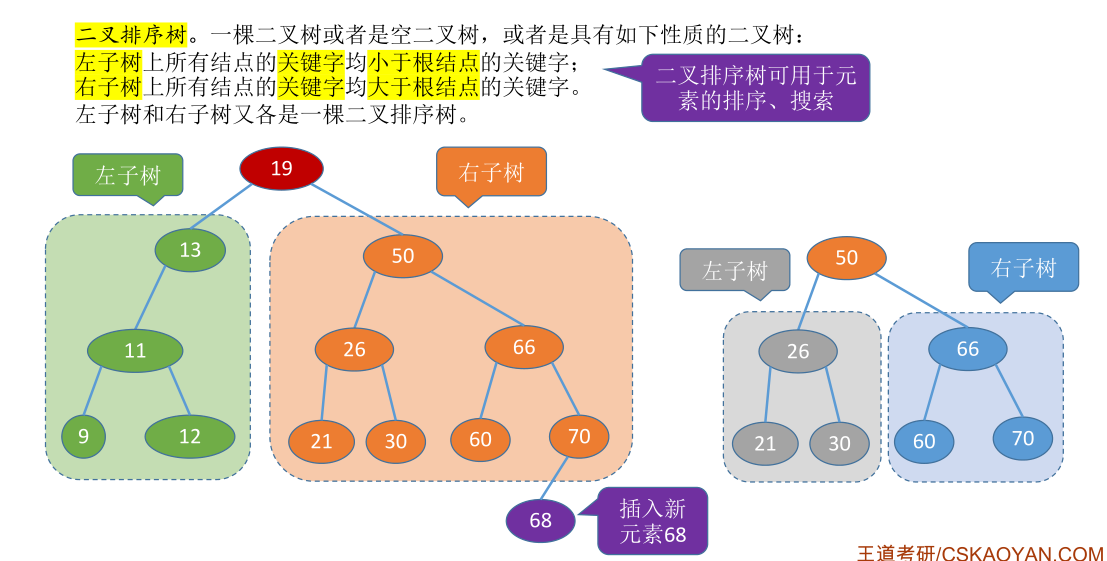 二叉排序树。一棵二叉树或者是空二叉树，或者是具有如下性质的二叉树：
左子树上所有结点的关键字均小于根结点的关键字；
右子树上所有结点的关键字均大于根结点的关键字。
左子树和右子树又各是一棵二叉排序树。
二叉排序树可用于元
素的排序、搜索
左子树
19
右子树
13
50
11
26
66
9
12
21
30
60
70
68
插入新
元素68
左子树
50
右子树
26
66
21
30
60
70
王道考研/CSKAOYAN.COM